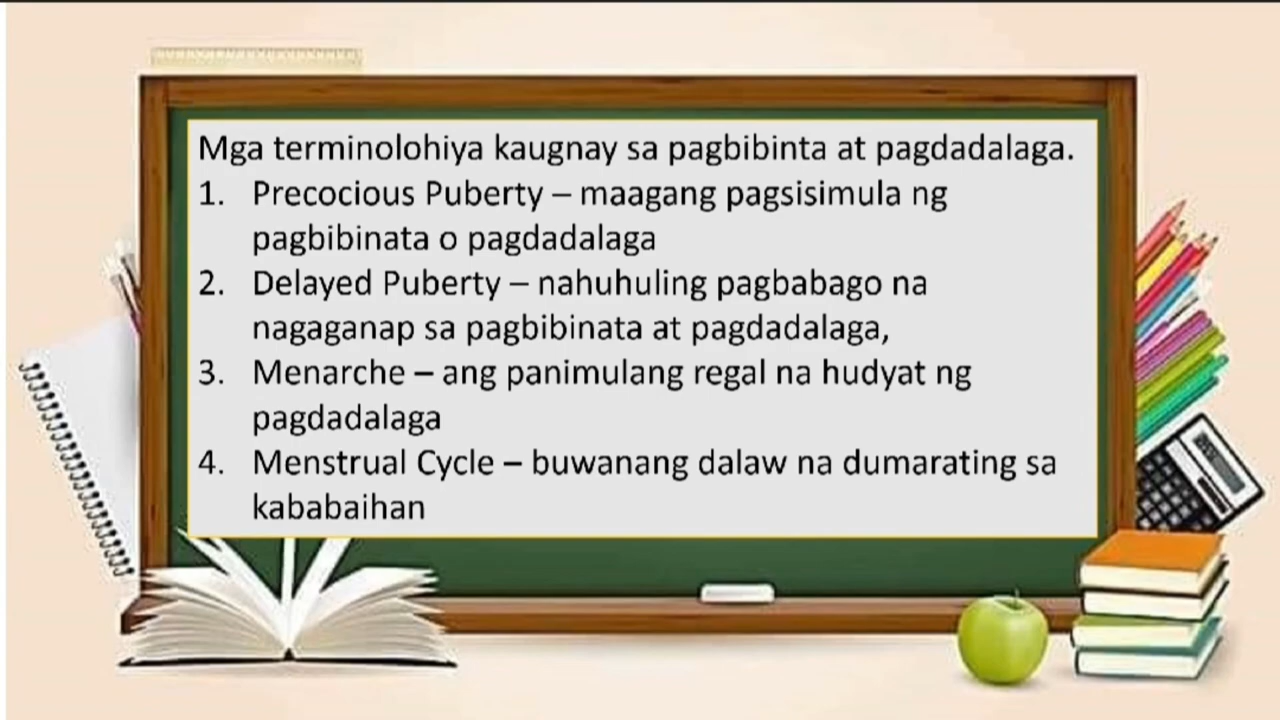 Mga terminolohiya kaugnay sa pagbibinta at pagdadalaga.
1. Precocious Puberty – maagang pagsisimula ng
pagbibinata o pagdadalaga
2. Delayed Puberty – nahuhuling pagbabago na
nagaganap sa pagbibinata at pagdadalaga,
3. Menarche – ang panimulang regal na hudyat ng
pagdadalaga
4. Menstrual Cycle – buwanang dalaw na dumarating sa
kababaihan